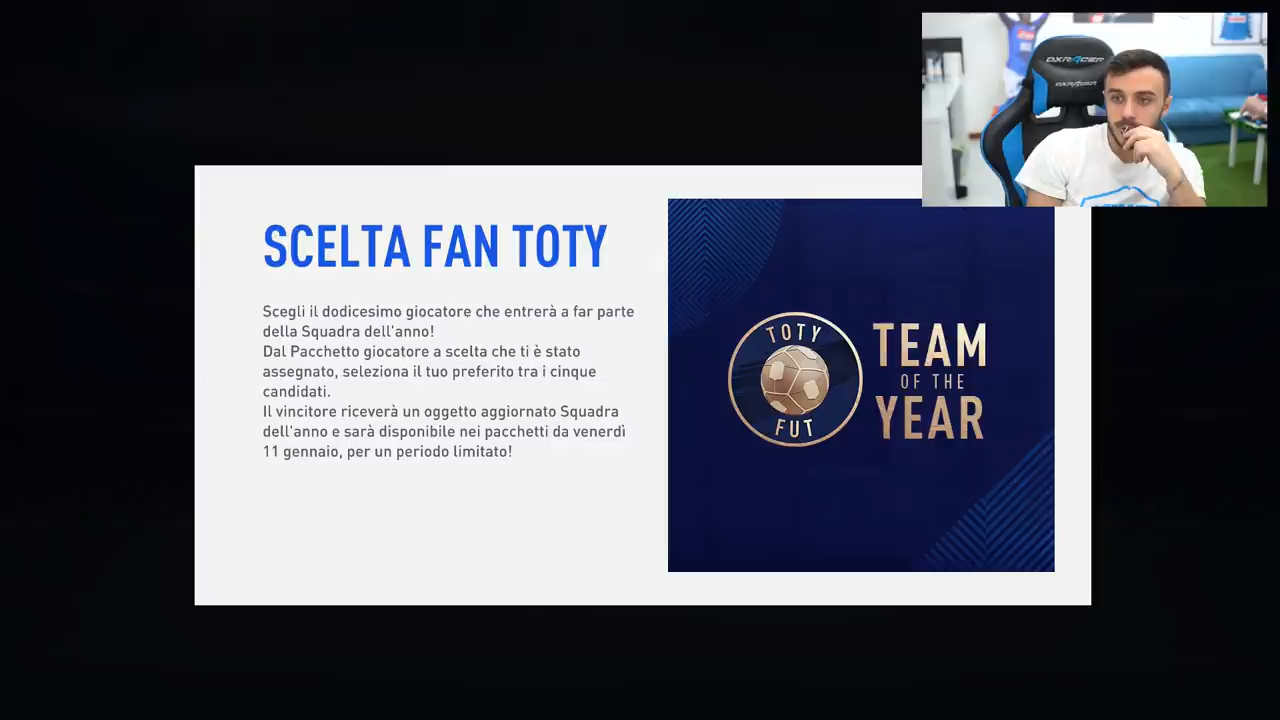 DXRACER
DXRACER
SCELTA FAN TOTY
Scegli il dodicesimo giocatore che entrerà a far parte
della Squadra dell'anno!
Dal Pacchetto giocatore a scelta che ti è stato
assegnato, seleziona il tuo preferito tra i cinque
candidati.
Il vincitore riceverà un oggetto aggiornato Squadra
dell'anno e sarà disponibile nei pacchetti da venerdì
11 gennaio, per un periodo limitato!
TOTY
FUT
TEAM
OF THE
YEAR